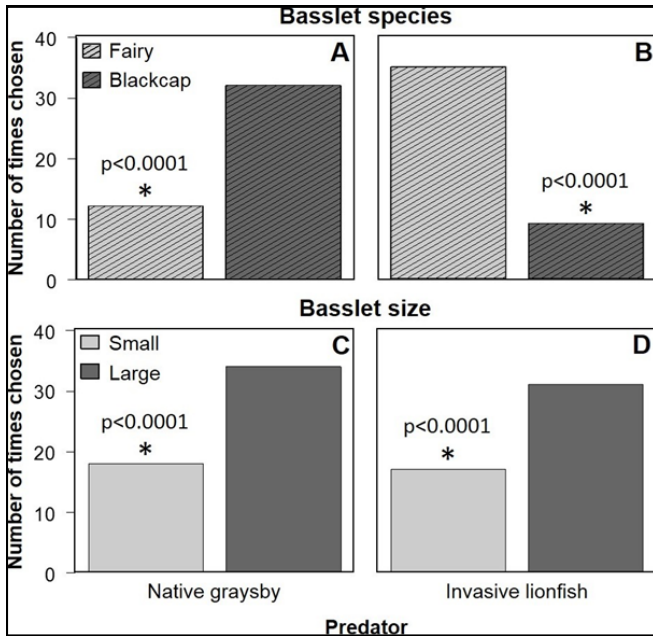 Basslet species
Number of times chosen
40
30
20
10
0
Fairy
Blackcap
A
p<0.0001
*
B
p<0.0001
*
Basslet size
Number of times chosen
40
30
20
10
0
Small
Large
C
p<0.0001
*
D
p<0.0001
*
Native graysby
Invasive lionfish
Predator